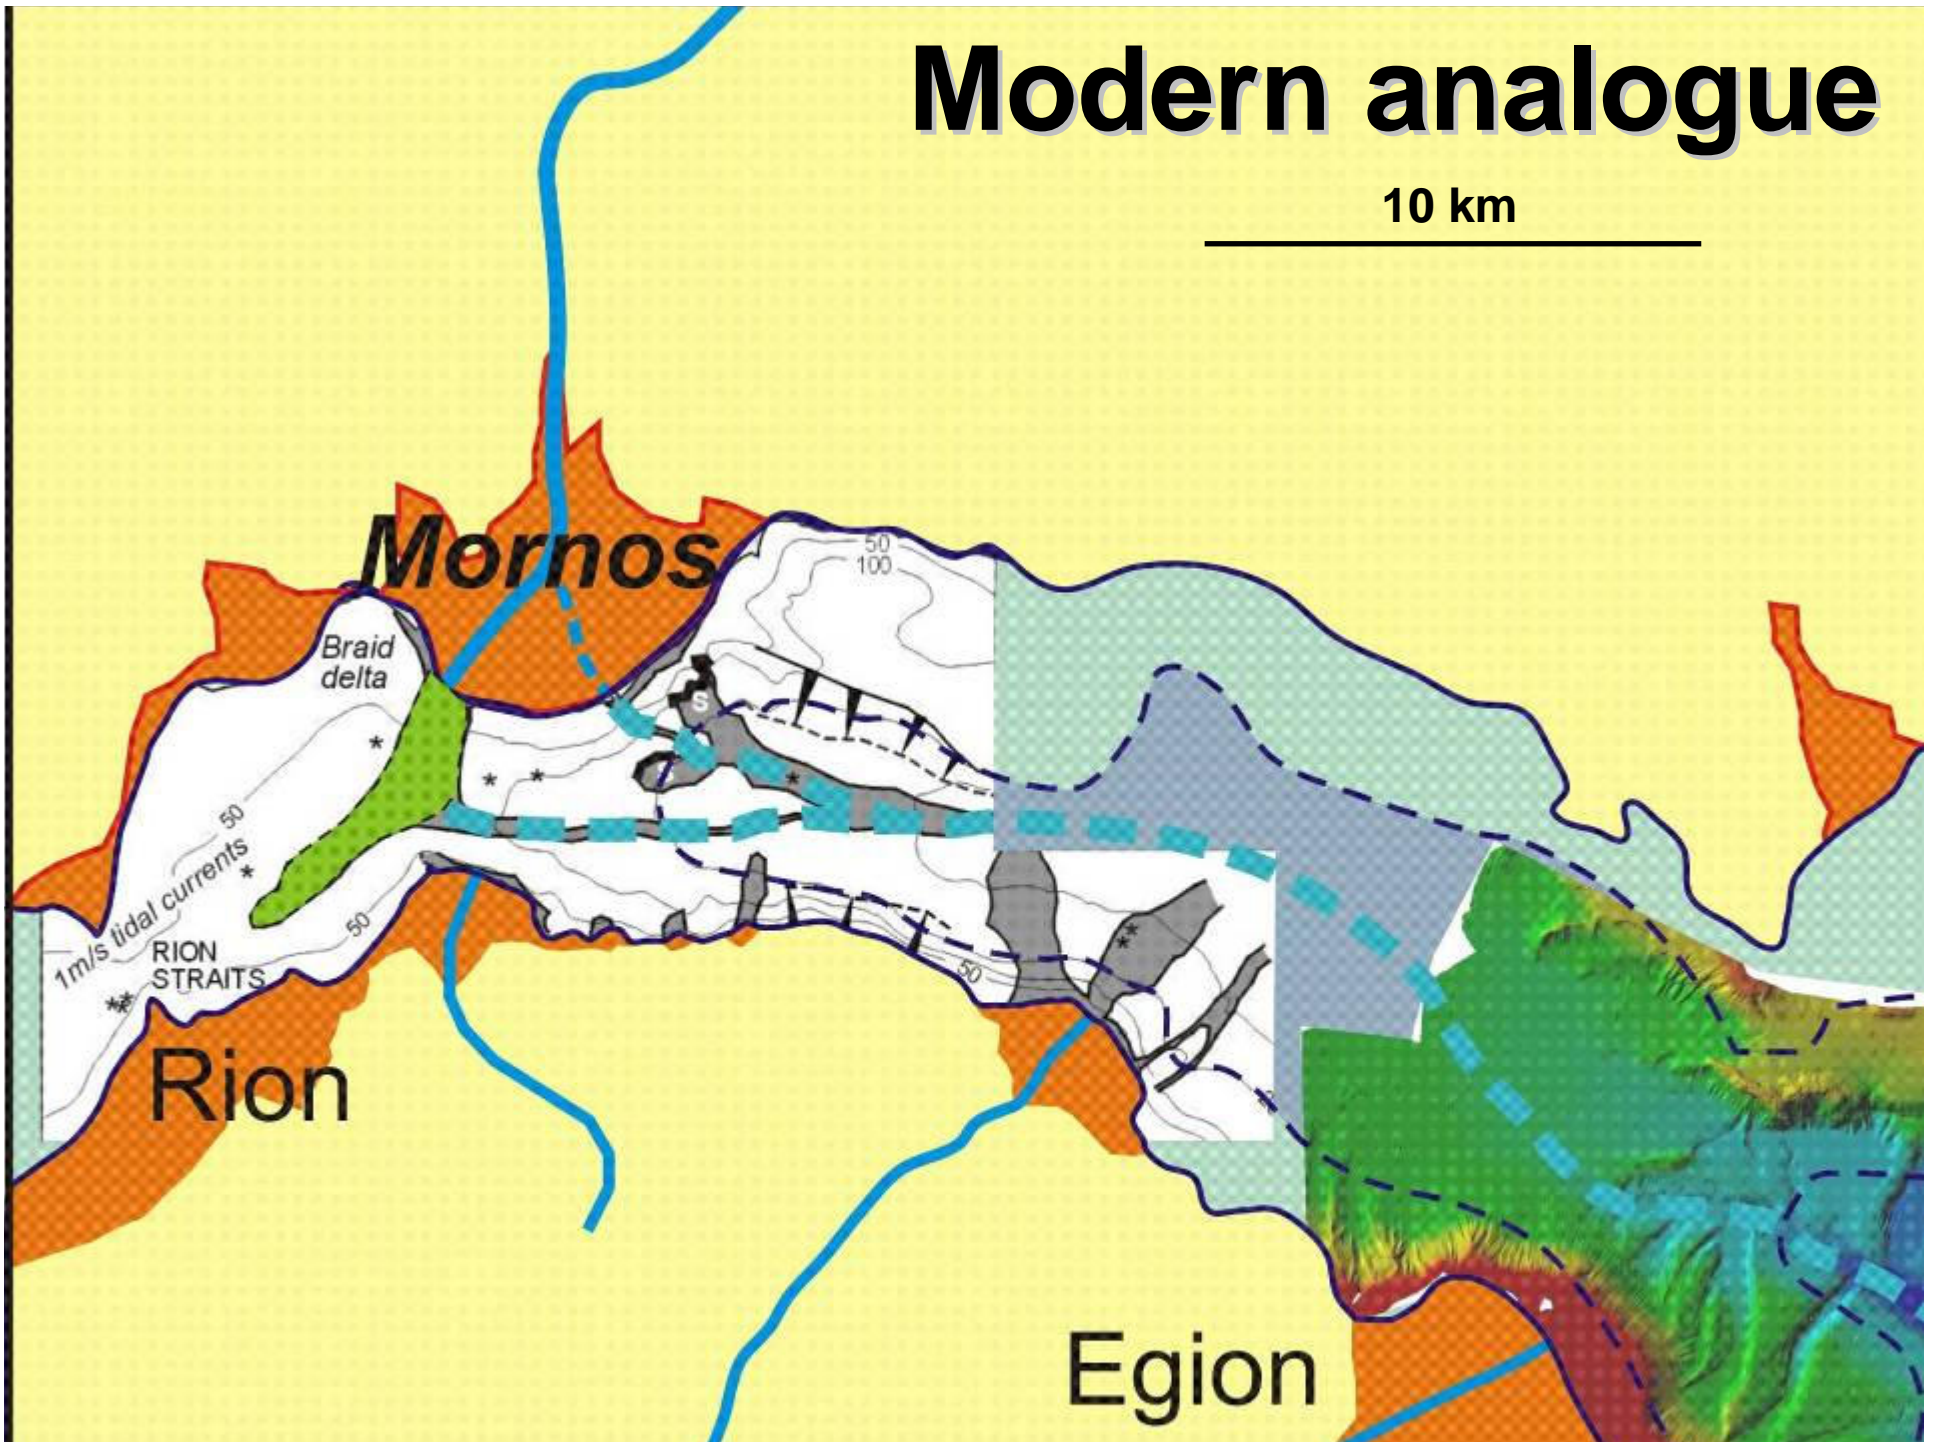 Modern analogue
10 km
Mornos
50
100
Braid
delta
S
50
1m/s tidal currents
50
RION
STRAITS
50
Rion
Egion